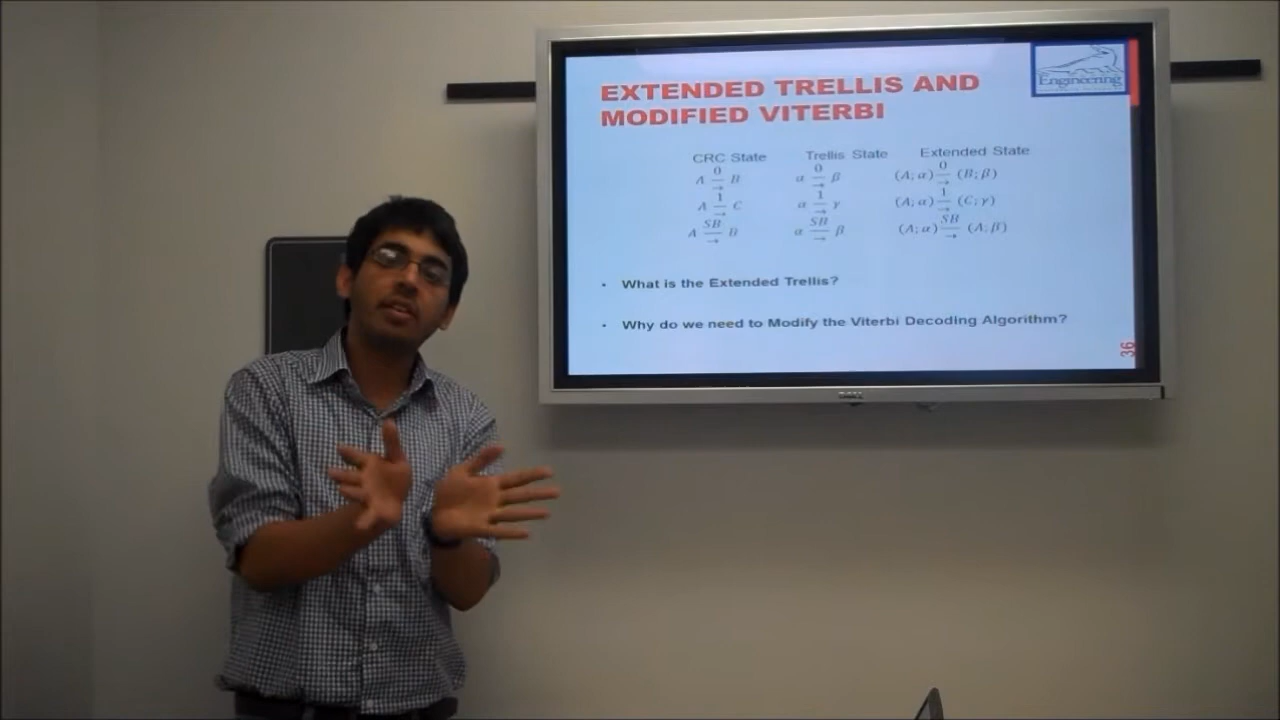 EXTENDED TRELLIS AND
MODIFIED VITERBI
Engineering
CRC State Trellis State Extended State
A 0→ B α 0→ β (A; α) 0→ (B; β)
A 1→ C α 1→ γ (A; α) 1→ (C; γ)
A SB→ B α SB→ β (A; α) SB→ (A; β)
• What is the Extended Trellis?
• Why do we need to Modify the Viterbi Decoding Algorithm?
36
DELL